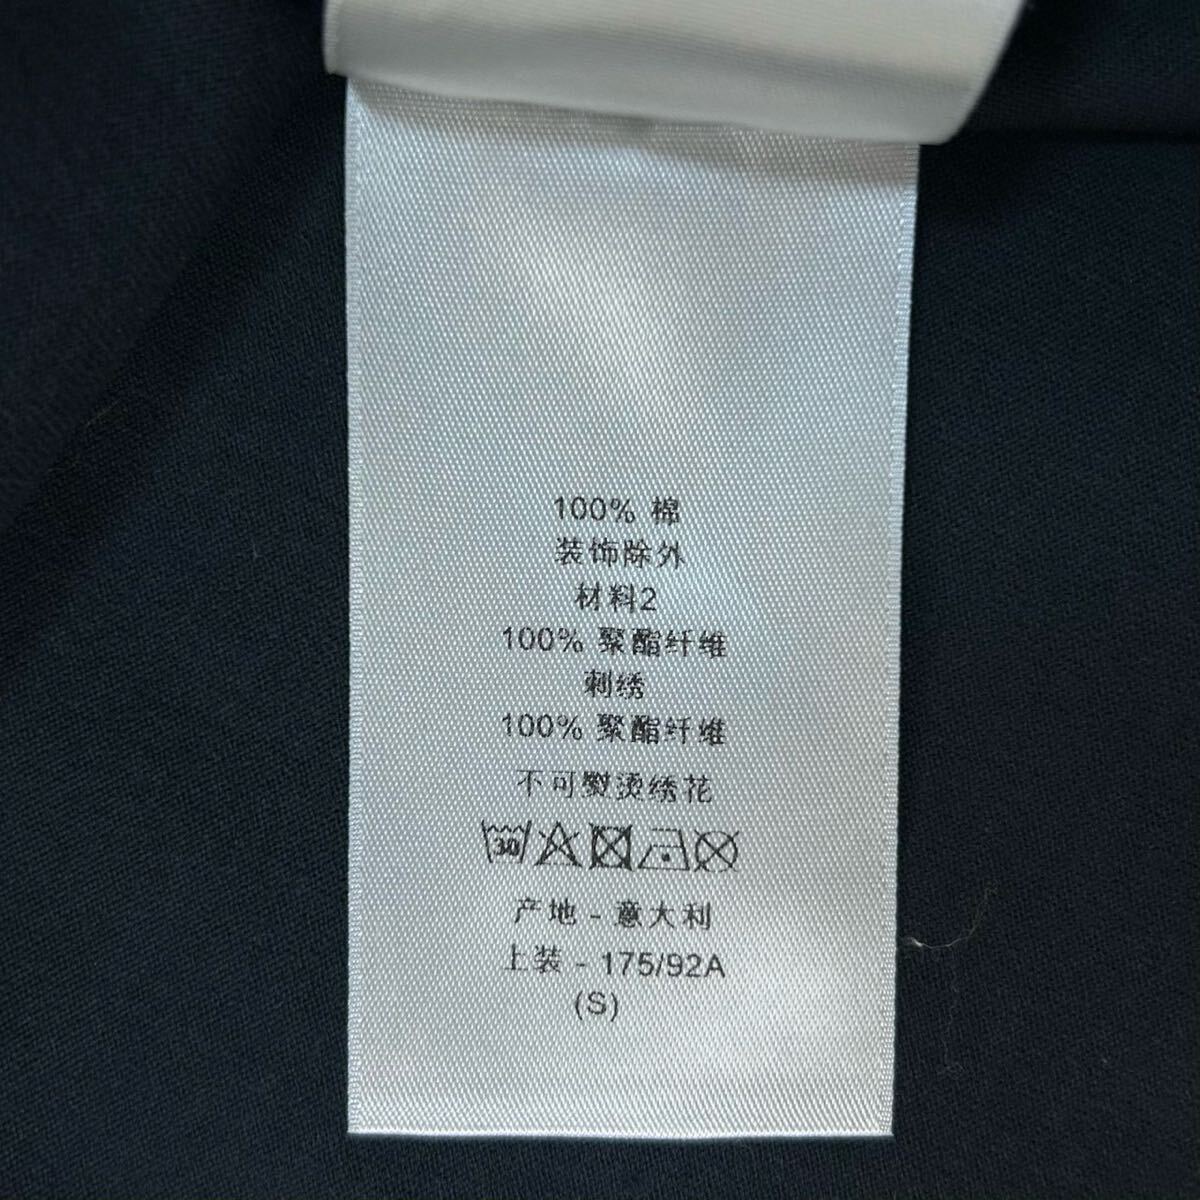 100% 棉
装饰除外
材料2
100% 聚酯纤维
刺绣
100% 聚酯纤维
不可熨烫绣花
30
产地 - 意大利
上装 - 175/92A
(S)